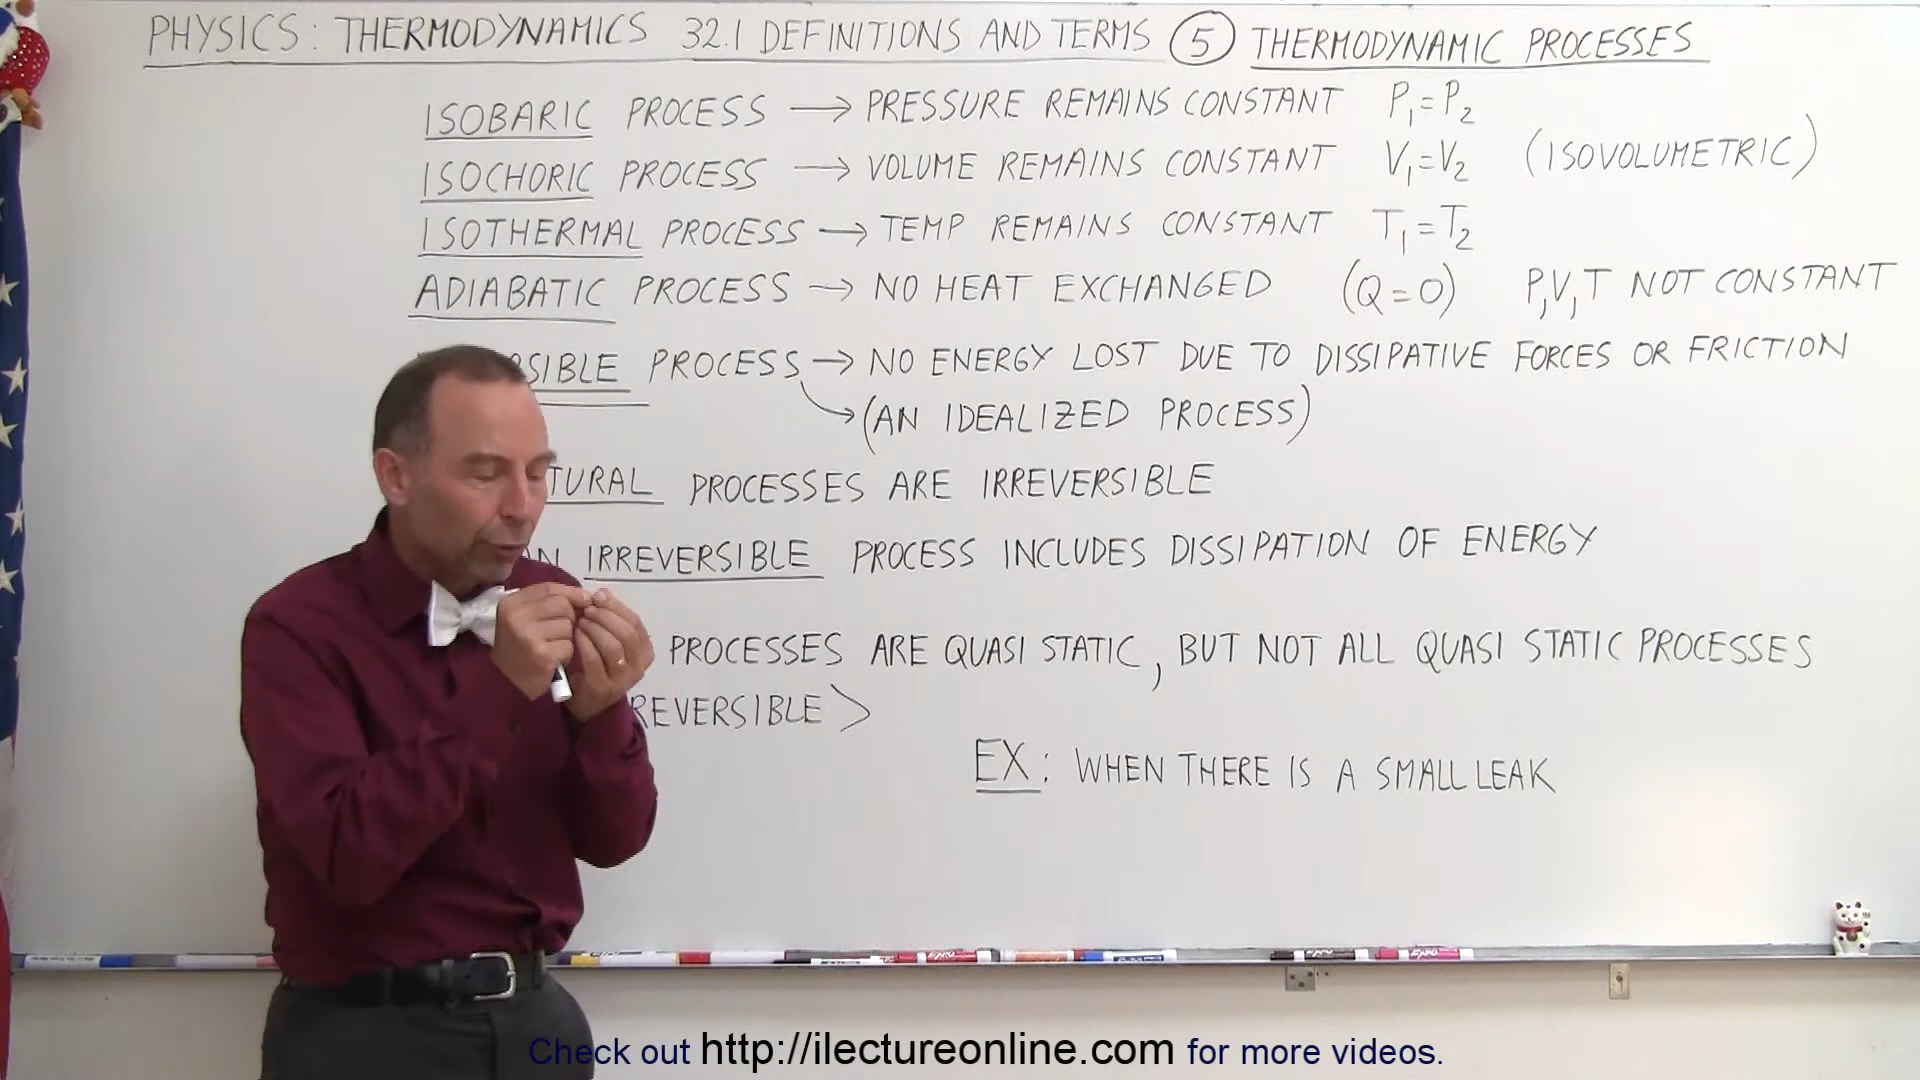 PHYSICS: THERMODYNAMICS 32.1 DEFINITIONS AND TERMS 5 THERMODYNAMIC PROCESSES
ISOBARIC PROCESS → PRESSURE REMAINS CONSTANT P₁=P₂
ISOCHORIC PROCESS → VOLUME REMAINS CONSTANT V₁=V₂ (ISOVOLUMETRIC)
ISOTHERMAL PROCESS → TEMP REMAINS CONSTANT T₁=T₂
ADIABATIC PROCESS → NO HEAT EXCHANGED (Q=0) P,V,T NOT CONSTANT
SIBLE PROCESS → NO ENERGY LOST DUE TO DISSIPATIVE FORCES OR FRICTION
→ (AN IDEALIZED PROCESS)
TURAL PROCESSES ARE IRREVERSIBLE
AN IRREVERSIBLE PROCESS INCLUDES DISSIPATION OF ENERGY
PROCESSES ARE QUASI STATIC, BUT NOT ALL QUASI STATIC PROCESSES
REVERSIBLE >
EX: WHEN THERE IS A SMALL LEAK
Check out http://ilectureonline.com for more videos.